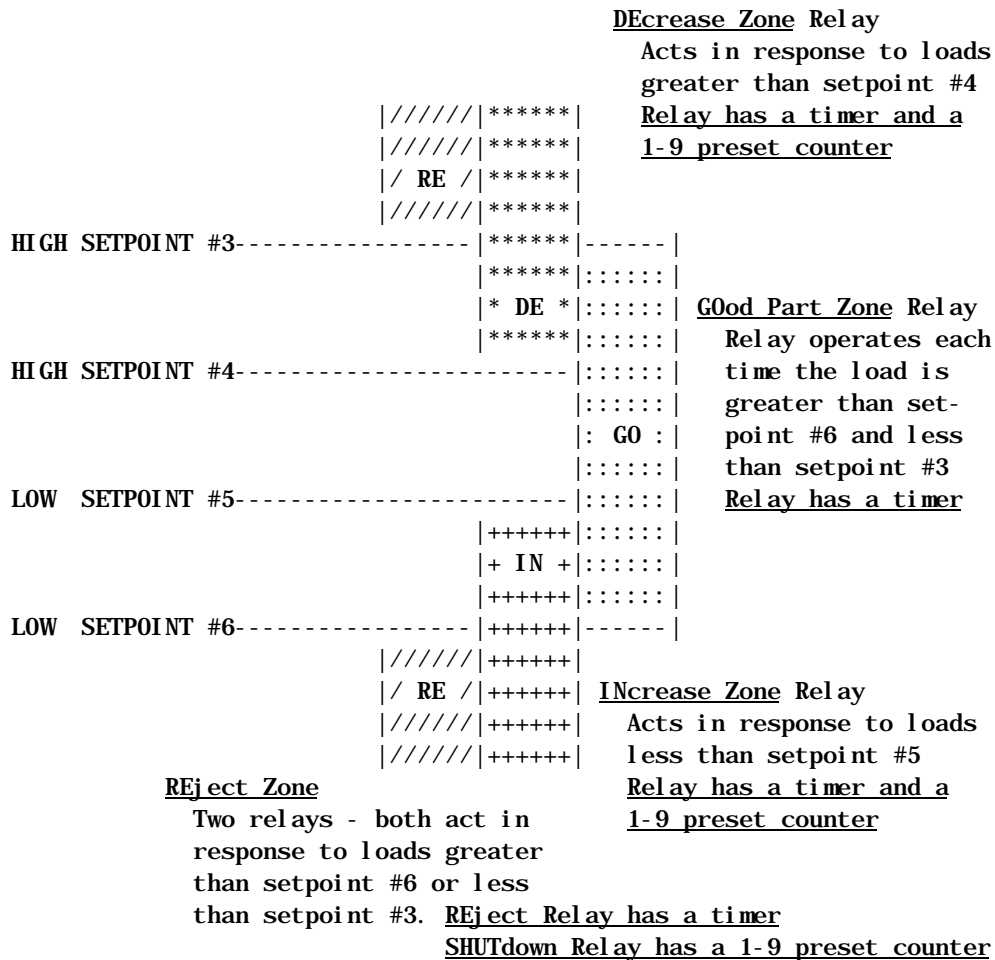 DEcrease Zone Relay
Acts in response to loads
greater than setpoint #4
Relay has a timer and a
1-9 preset counter
|//////|******|
|//////|******|
|/ RE /|******|
|//////|******|
HIGH SETPOINT #3-----------------|******|------|
|******|::::::|
|* DE *|::::::| GOod Part Zone Relay
|******|::::::| Relay operates each
HIGH SETPOINT #4------------------------|::::::| time the load is
|::::::| greater than set-
|: GO :| point #6 and less
|::::::| than setpoint #3
LOW SETPOINT #5------------------------|::::::| Relay has a timer
|++++++|::::::|
|+ IN +|::::::|
|++++++|::::::|
LOW SETPOINT #6-----------------|++++++|------|
|//////|++++++|
|/ RE /|++++++| INcrease Zone Relay
|//////|++++++| Acts in response to loads
|//////|++++++| less than setpoint #5
REject Zone Relay has a timer and a
Two relays - both act in 1-9 preset counter
response to loads greater
than setpoint #6 or less
than setpoint #3. REject Relay has a timer
SHUTdown Relay has a 1-9 preset counter